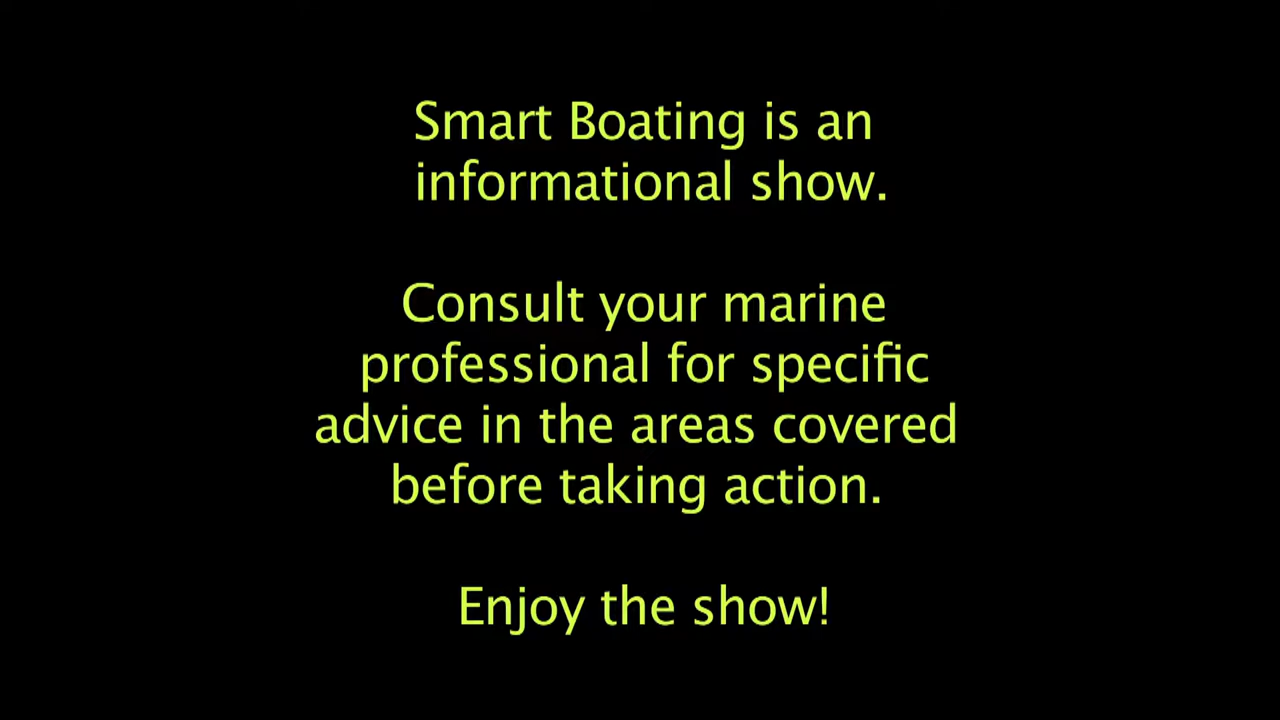 Smart Boating is an
informational show.
Consult your marine
professional for specific
advice in the areas covered
before taking action.
Enjoy the show!